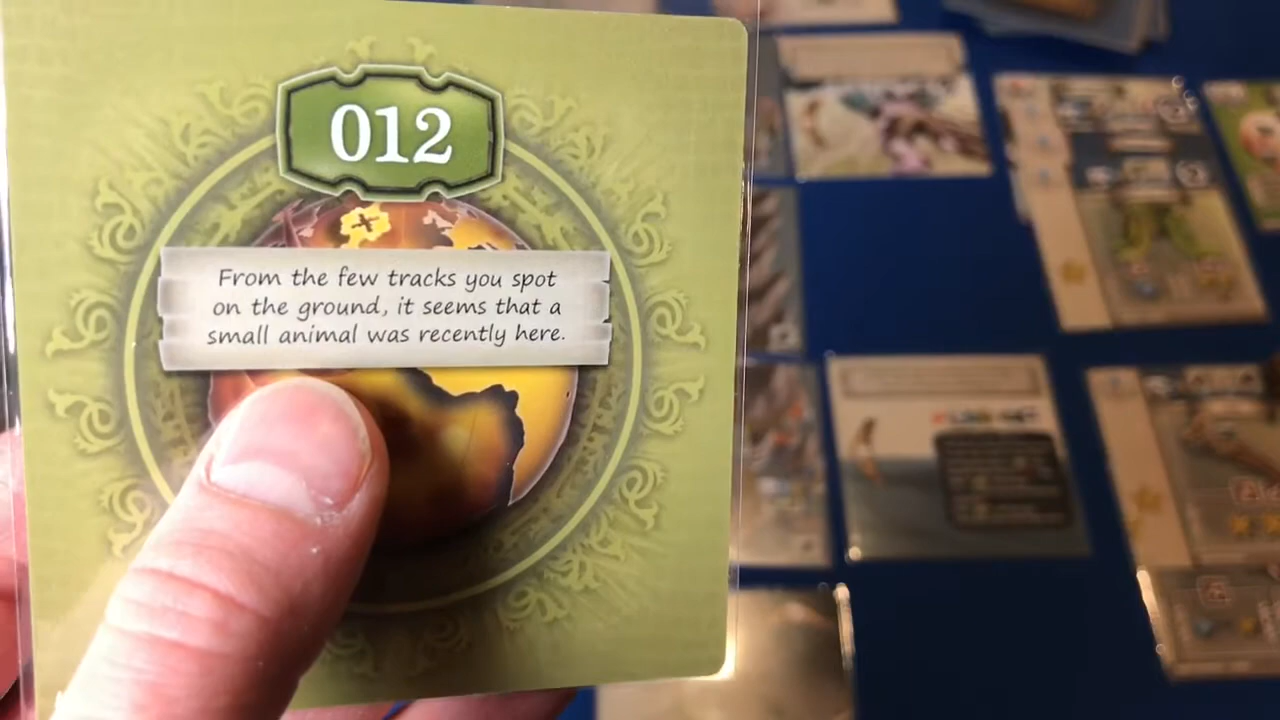 012
From the few tracks you spot
on the ground, it seems that a
small animal was recently here.